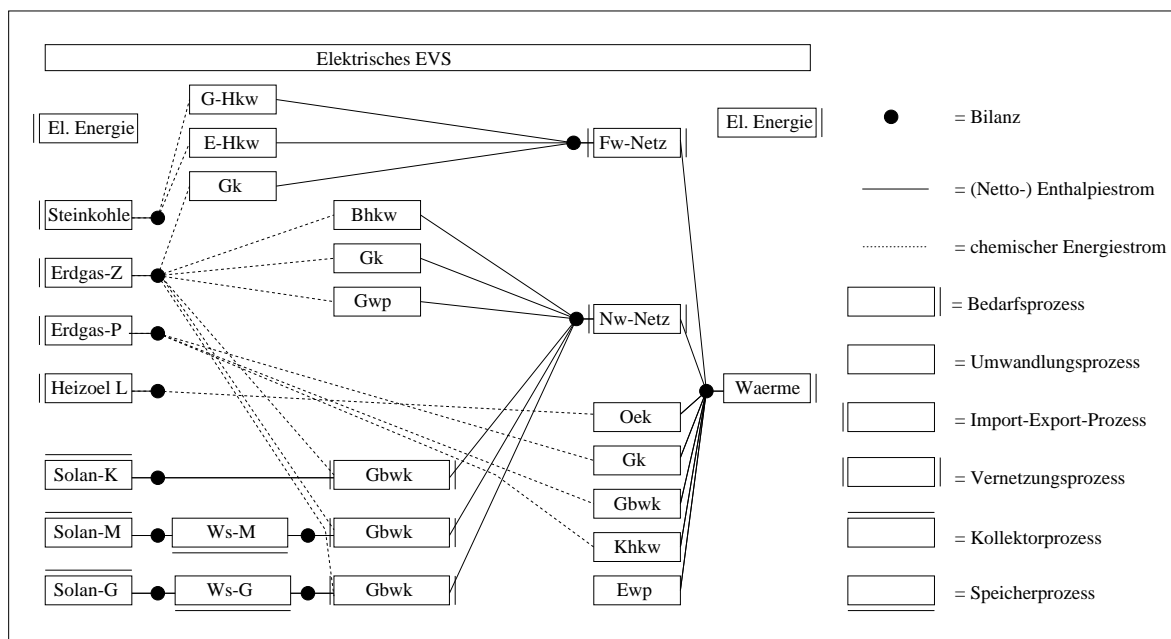 Elektrisches EVS
G-Hkw
El. Energie
El. Energie
= Bilanz
E-Hkw
Fw-Netz
Gk
= (Netto-) Enthalpiestrom
Steinkohle
Bhkw
= chemischer Energiestrom
Erdgas-Z
Gk
Gwp
= Bedarfsprozess
Erdgas-P
Nw-Netz
= Umwandlungsprozess
Heizoel L
Waerme
Oek
= Import-Export-Prozess
Gk
Solan-K
Gbwk
= Vernetzungsprozess
Gbwk
Solan-M
Ws-M
Gbwk
= Kollektorprozess
Khkw
Solan-G
Ws-G
Gbwk
Ewp
= Speicherprozess